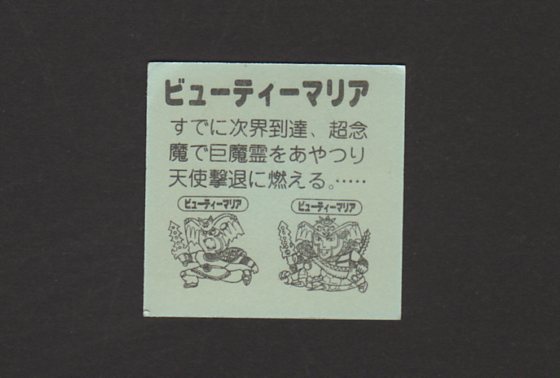 ビューティーマリア
すでに次界到達、超念
魔で巨魔霊をあやつり
天使撃退に燃える。……
ビューティーマリア
ビューティーマリア